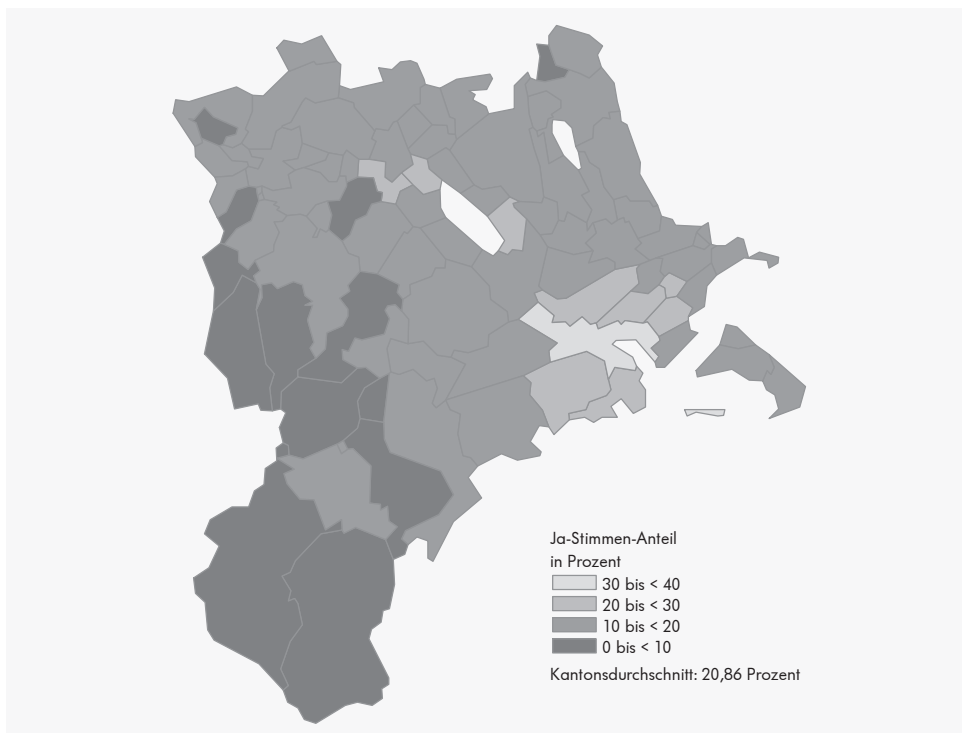 Ja-Stimmen-Anteil
in Prozent
30 bis < 40
20 bis < 30
10 bis < 20
0 bis < 10
Kantonsdurchschnitt: 20,86 Prozent